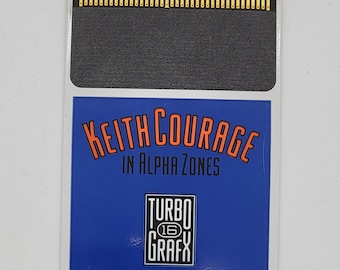 KEITH COURAGE
IN ALPHA ZONES
TURBO
16
GRAFX